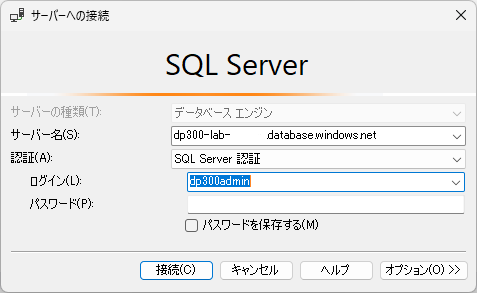 サーバーへの接続
SQL Server
サーバーの種類(T): データベース エンジン
サーバー名(S): dp300-lab- .database.windows.net
認証(A): SQL Server 認証
ログイン(L): dp300admin
パスワード(P):
パスワードを保存する(M)
接続(C) キャンセル ヘルプ オプション(O) >>